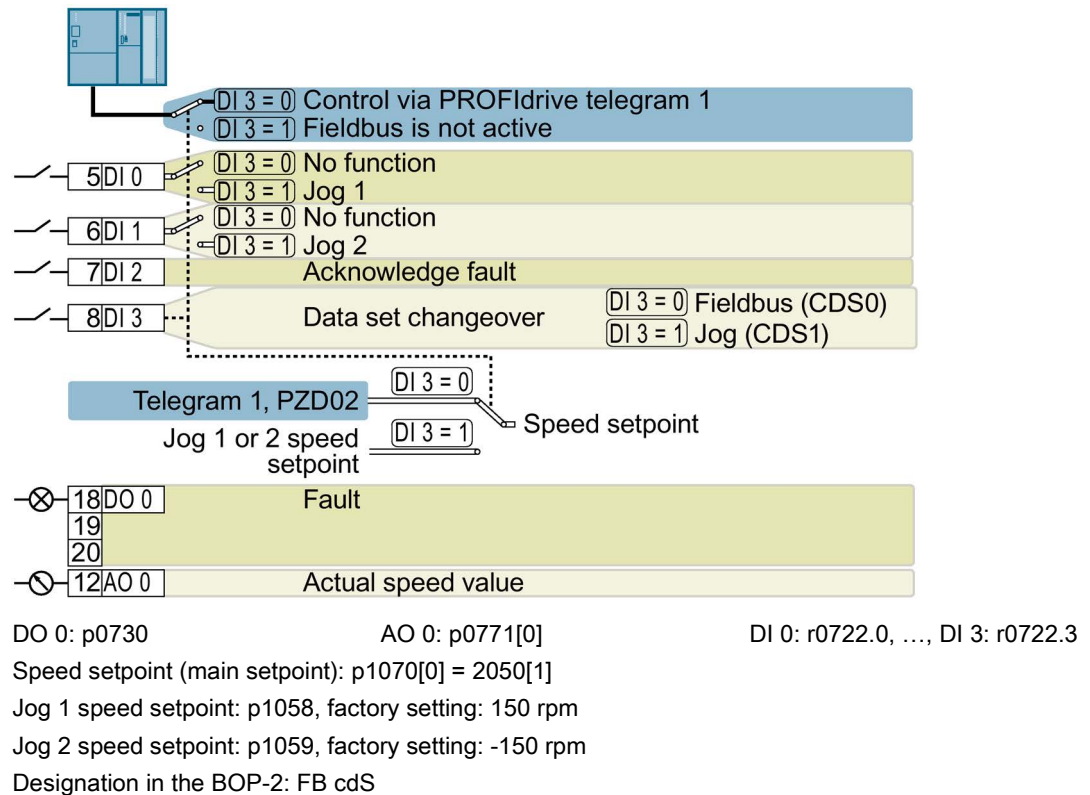 DI 3 = 0 Control via PROFIdrive telegram 1
DI 3 = 1 Fieldbus is not active
5 DI 0 DI 3 = 0 No function
DI 3 = 1 Jog 1
6 DI 1 DI 3 = 0 No function
DI 3 = 1 Jog 2
7 DI 2 Acknowledge fault
8 DI 3 Data set changeover
DI 3 = 0 Fieldbus (CDS0)
DI 3 = 1 Jog (CDS1)
Telegram 1, PZD02 DI 3 = 0
Speed setpoint
Jog 1 or 2 speed DI 3 = 1
setpoint
18 DO 0 Fault
19
20
12 AO 0 Actual speed value
DO 0: p0730 AO 0: p0771[0] DI 0: r0722.0, …, DI 3: r0722.3
Speed setpoint (main setpoint): p1070[0] = 2050[1]
Jog 1 speed setpoint: p1058, factory setting: 150 rpm
Jog 2 speed setpoint: p1059, factory setting: -150 rpm
Designation in the BOP-2: FB cdS